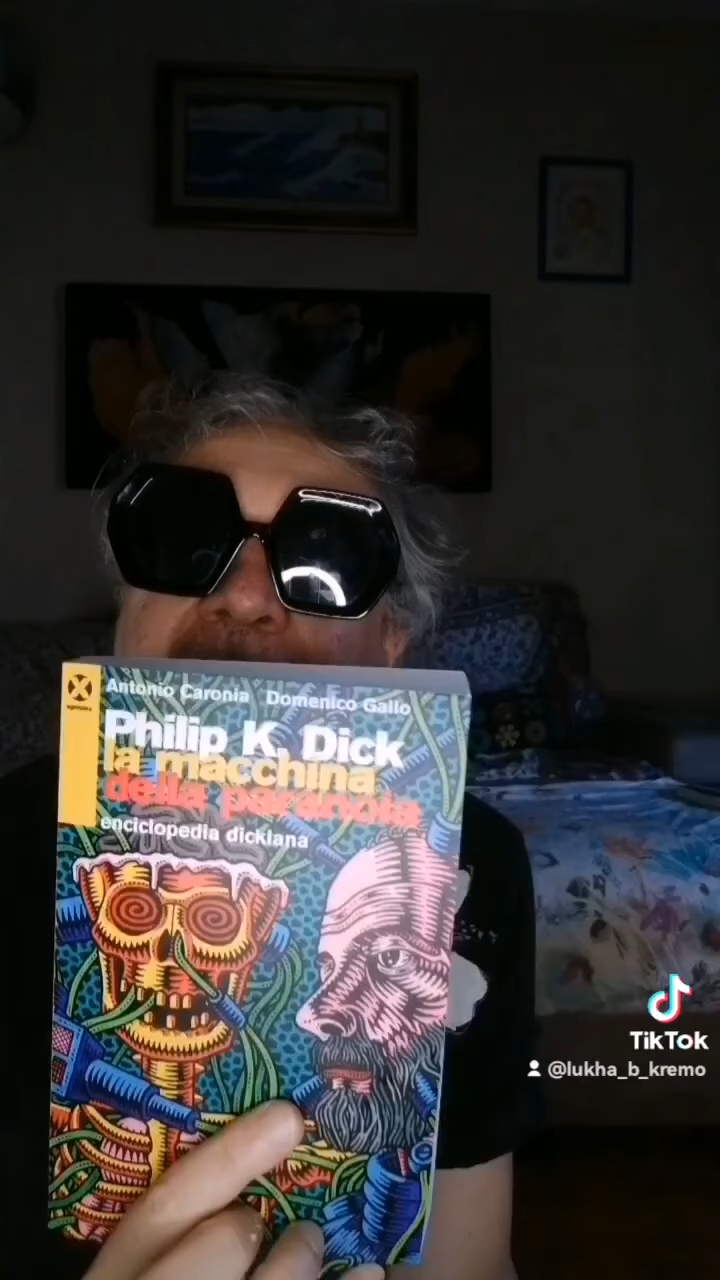 Antonio Caronia Domenico Gallo
Philip K. Dick
la macchina
della paranoia
enciclopedia dickiana
TikTok
@lukha_b_kremo